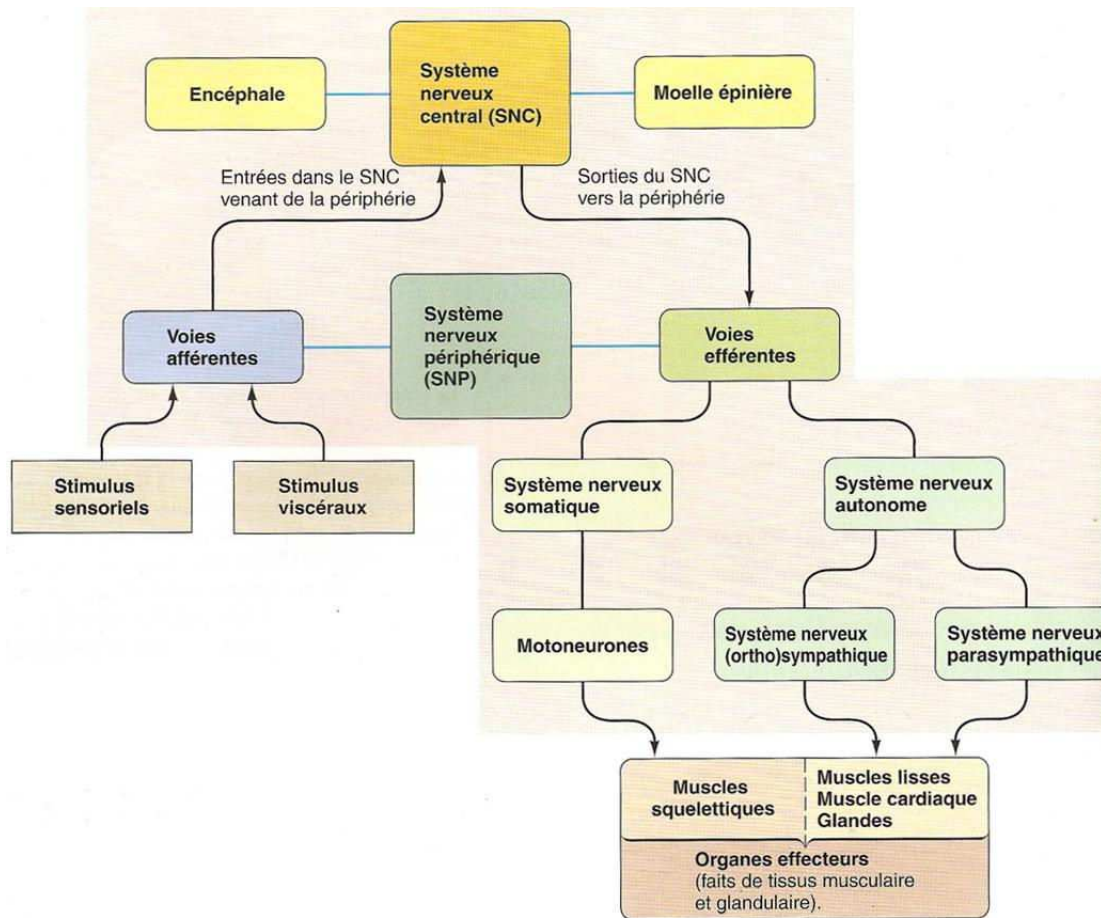 Encéphale
Système
nerveux
central (SNC)
Moelle épinière
Entrées dans le SNC
venant de la périphérie
Sorties du SNC
vers la périphérie
Voies
afférentes
Système
nerveux
périphérique
(SNP)
Voies
efférentes
Stimulus
sensoriels
Stimulus
viscéraux
Système nerveux
somatique
Système nerveux
autonome
Motoneurones
Système nerveux
(ortho)sympathique
Système nerveux
parasympathique
Muscles
squelettiques
Muscles lisses
Muscle cardiaque
Glandes
Organes effecteurs
(faits de tissus musculaire
et glandulaire).